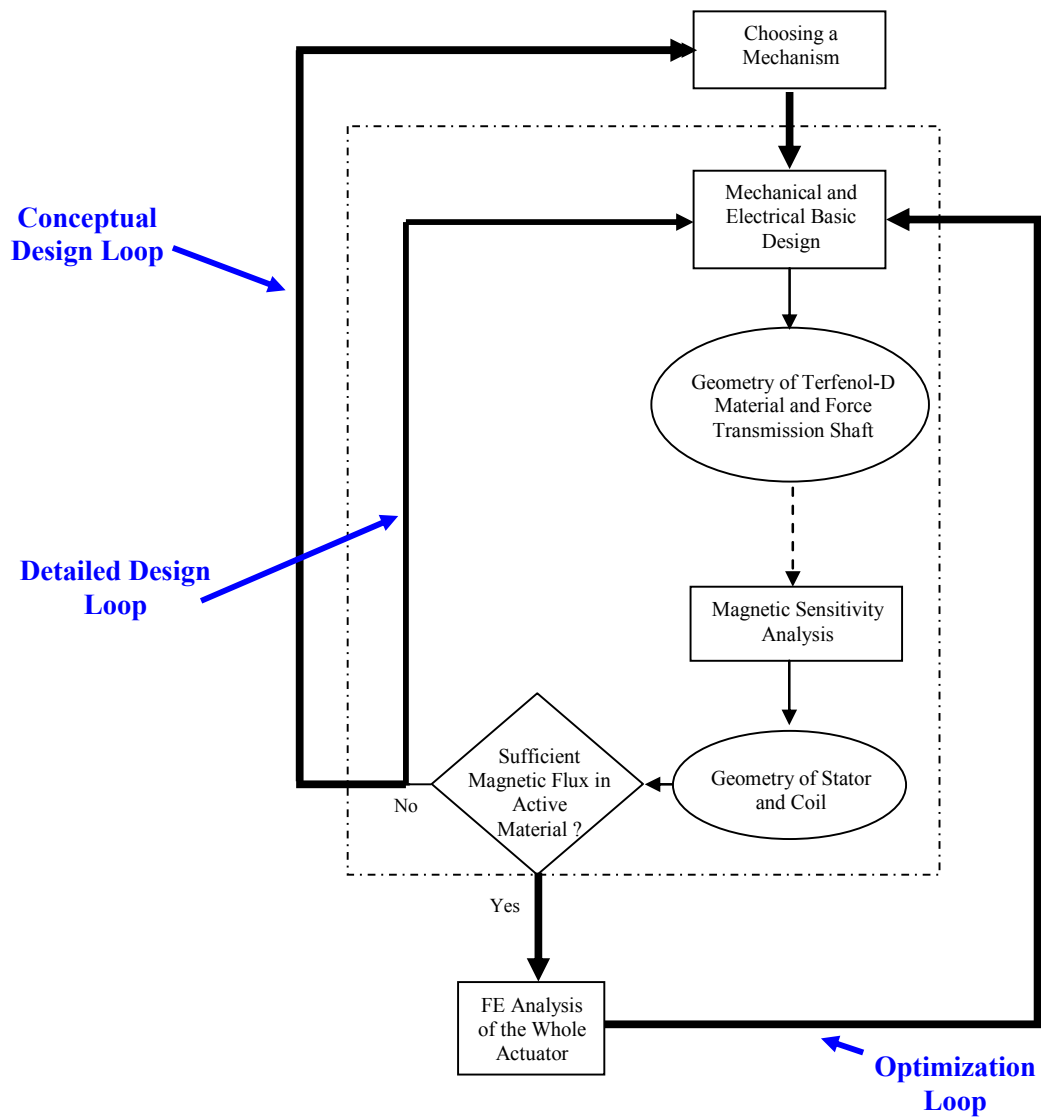 Choosing a
Mechanism
Mechanical and
Electrical Basic
Design
Conceptual
Design Loop
Geometry of Terfenol-D
Material and Force
Transmission Shaft
Detailed Design
Loop
Magnetic Sensitivity
Analysis
Sufficient
Magnetic Flux in
Active
Material ?
Geometry of Stator
and Coil
No
Yes
FE Analysis
of the Whole
Actuator
Optimization
Loop